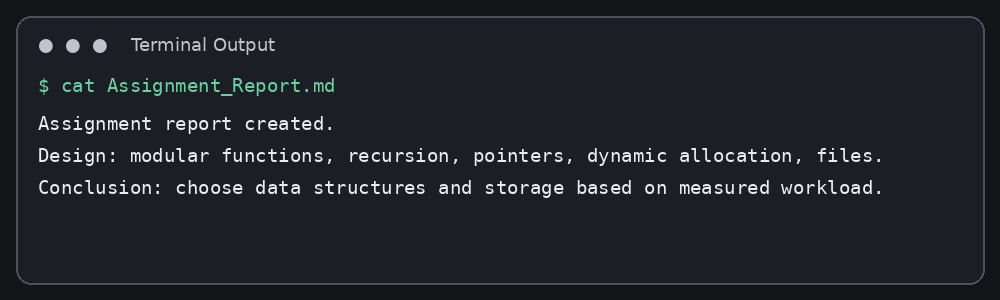 Terminal Output
$ cat Assignment_Report.md
Assignment report created.
Design: modular functions, recursion, pointers, dynamic allocation, files.
Conclusion: choose data structures and storage based on measured workload.